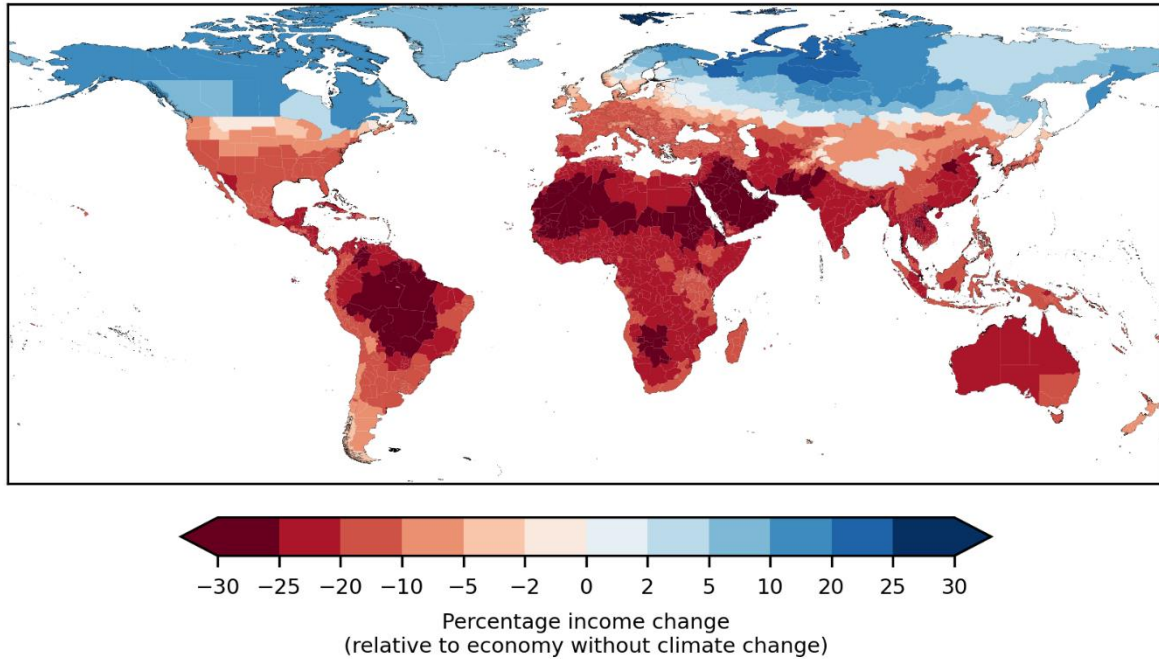 −30 −25 −20 −10 −5 −2 0 2 5 10 20 25 30
Percentage income change
(relative to economy without climate change)